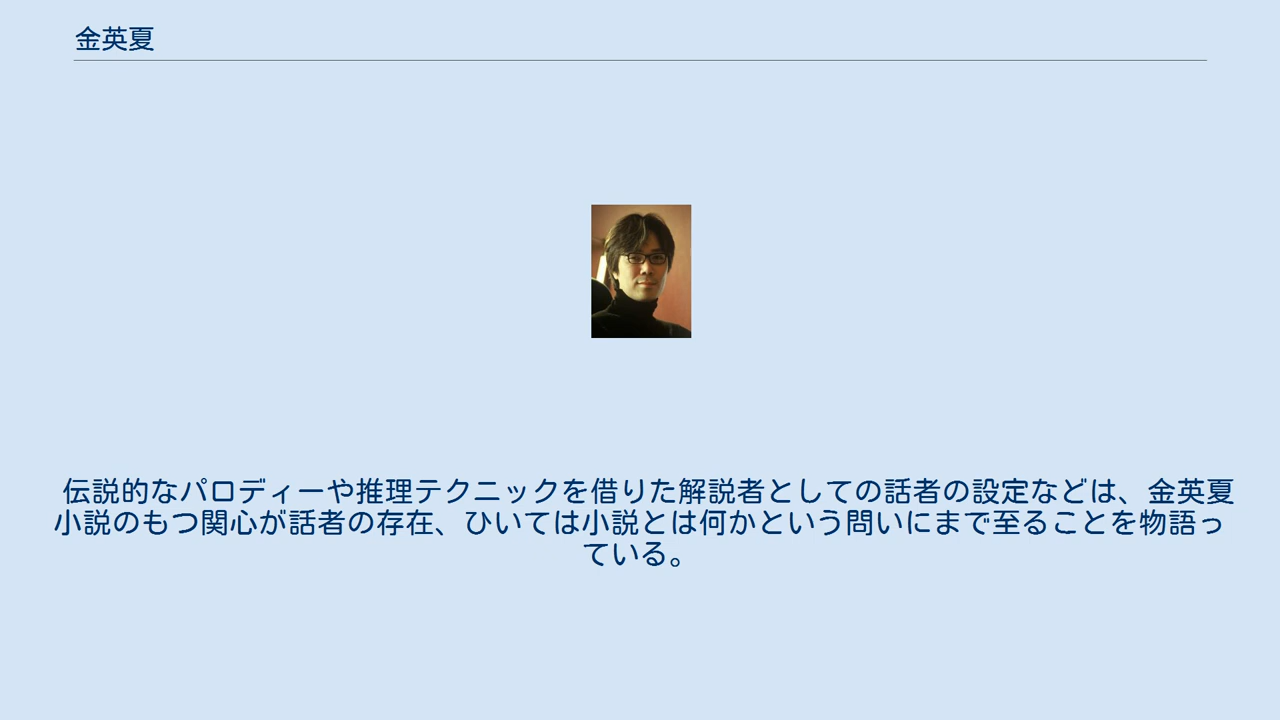 金英夏
伝説的なパロディーや推理テクニックを借りた解説者としての話者の設定などは、金英夏
小説のもつ関心が話者の存在、ひいては小説とは何かという問いにまで至ることを物語っ
ている。